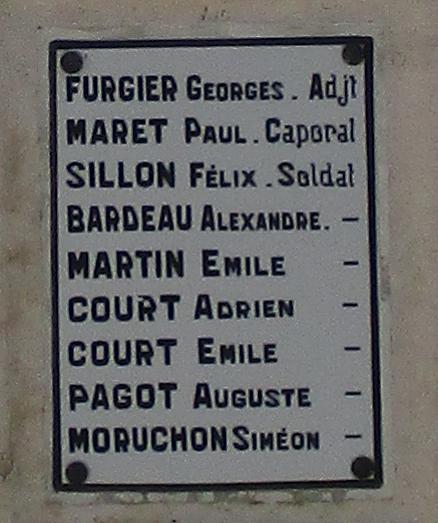 FURGIER GEORGES. Adjt
MARET PAUL. Caporal
SILLON FÉLIX. Soldat
BARDEAU ALEXANDRE. —
MARTIN EMILE —
COURT ADRIEN —
COURT EMILE —
PAGOT AUGUSTE —
MORUCHON SIMÉON —